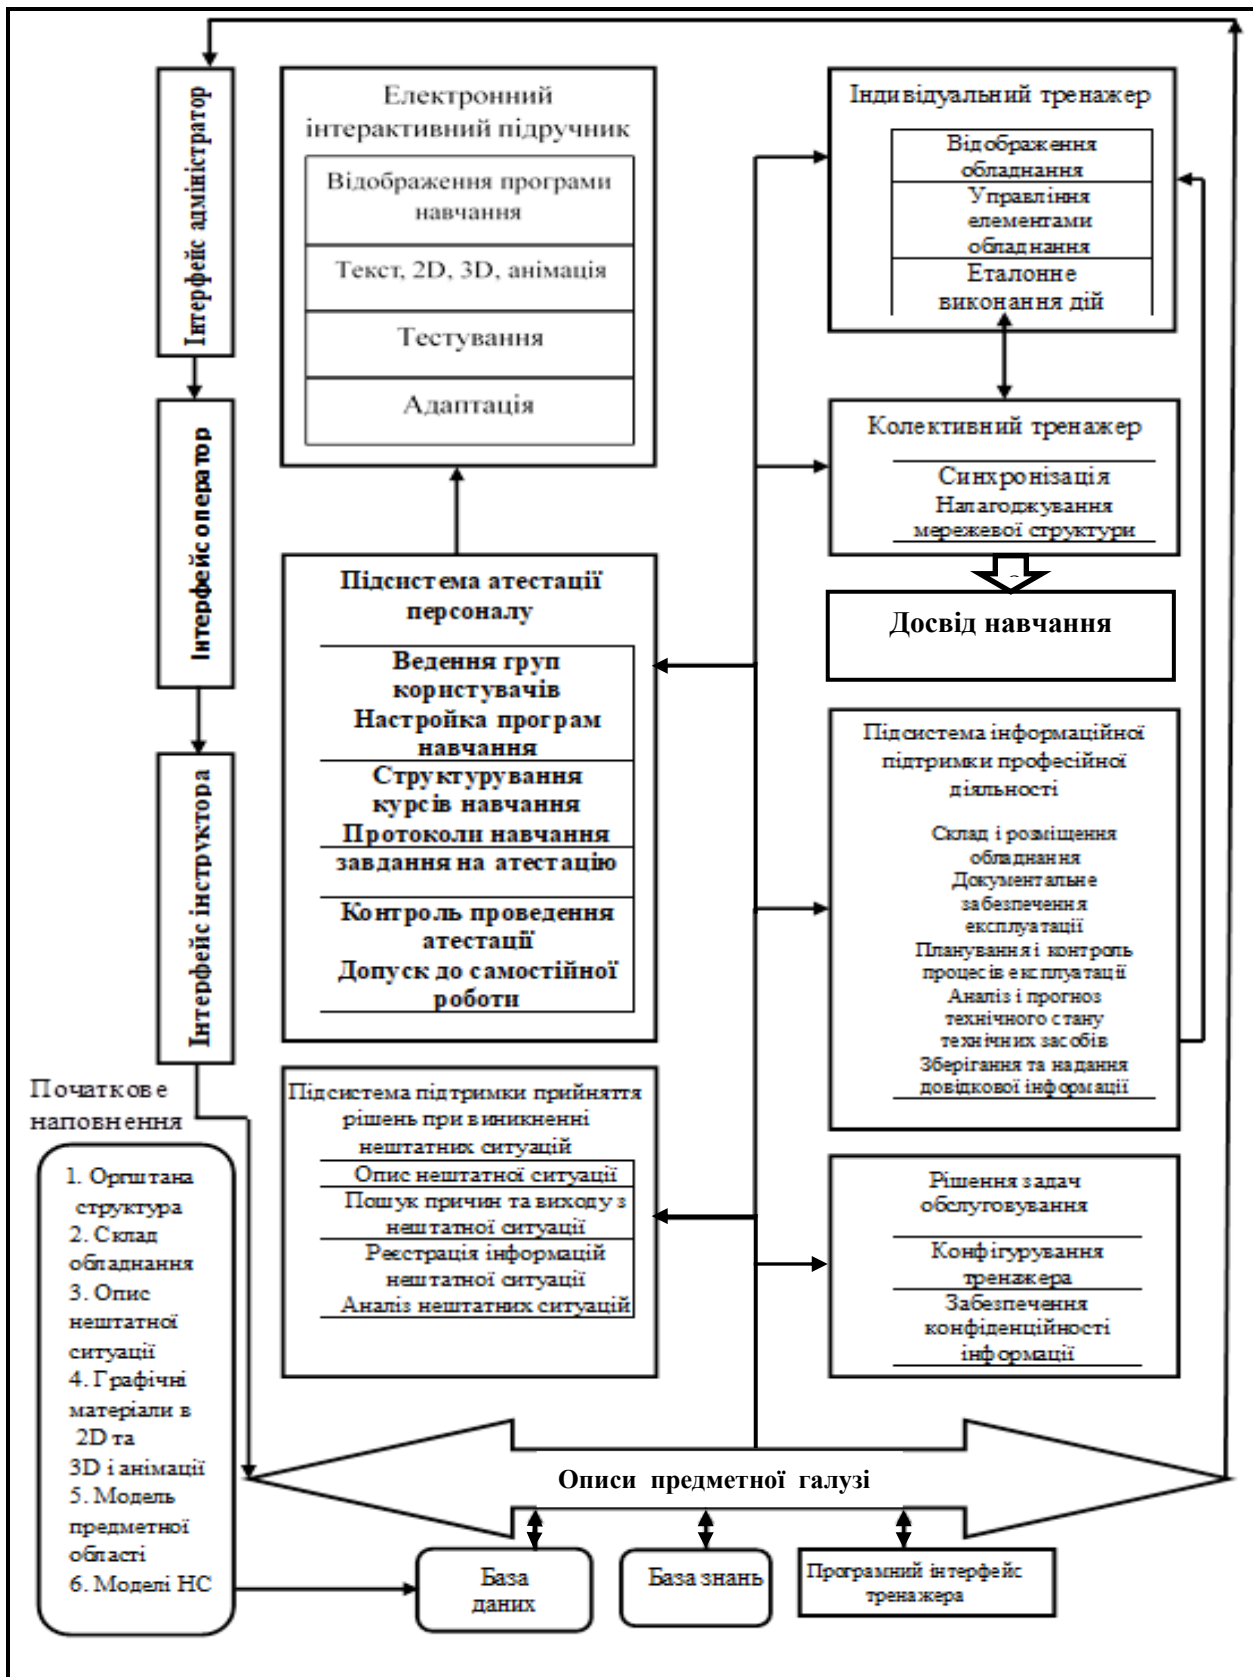 Інтерфейс адміністратор
Інтерфейс оператор
Інтерфейс інструктора
Електронний
інтерактивний підручник
Відображення програми
навчання
Текст, 2D, 3D, анімація
Тестування
Адаптація
Індивідуальний тренажер
Відображення
обладнання
Управління
елементами
обладнання
Еталонне
виконання дій
Колективний тренажер
Синхронізація
Налагоджування
мережевої структури
Досвід навчання
Підсистема атестації
персоналу
Ведення груп
користувачів
Настройка програм
навчання
Структурування
курсів навчання
Протоколи навчання
завдання на атестацію
Контроль проведення
атестації
Допуск до самостійної
роботи
Підсистема інформаційної
підтримки професійної
діяльності
Склад і розміщення
обладнання
Документальне
забезпечення
експлуатації
Планування і контроль
процесів експлуатації
Аналіз і прогноз
технічного стану
технічних засобів
Зберігання та надання
довідкової інформації
Підсистема підтримки прийняття
рішень при виникненні
нештатних ситуацій
Опис нештатної ситуації
Пошук причин та виходу з
нештатної ситуації
Реєстрація інформацій
нештатної ситуації
Аналіз нештатних ситуацій
Рішення задач
обслуговування
Конфігурування
тренажера
Забезпечення
конфіденційності
інформації
Початкове
наповнення
1. Оргштана
структура
2. Склад
обладнання
3. Опис
нештатної
ситуації
4. Графічні
матеріали в
2D та
3D і анімації
5. Модель
предметної
області
6. Моделі НС
Описи предметної галузі
База
даних
База знань
Програмний інтерфейс
тренажера